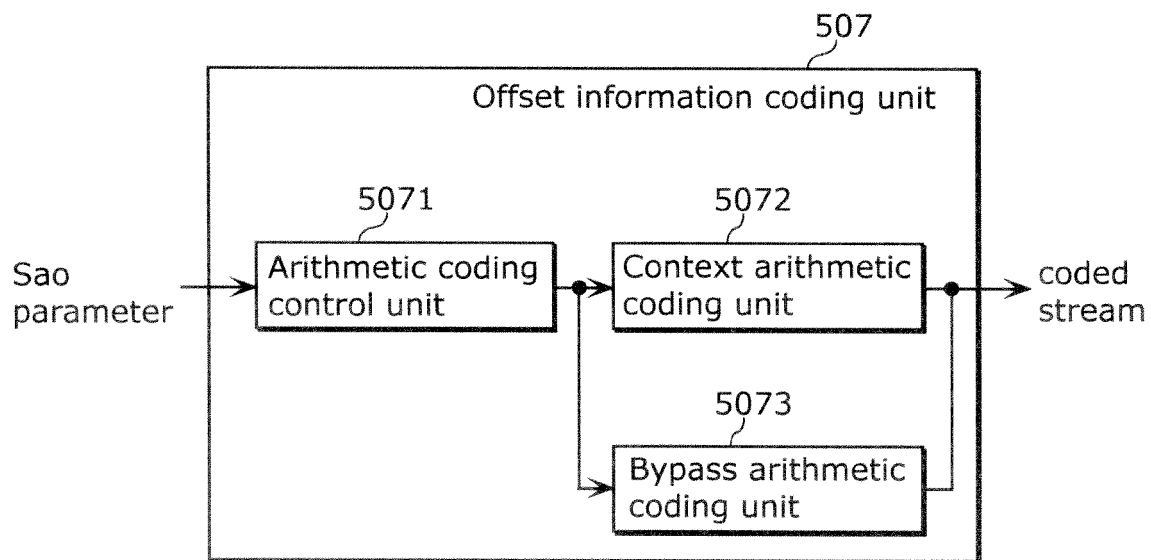 507
Offset information coding unit
5071
5072
Sao
parameter
Arithmetic coding
control unit
Context arithmetic
coding unit
coded
stream
5073
Bypass arithmetic
coding unit